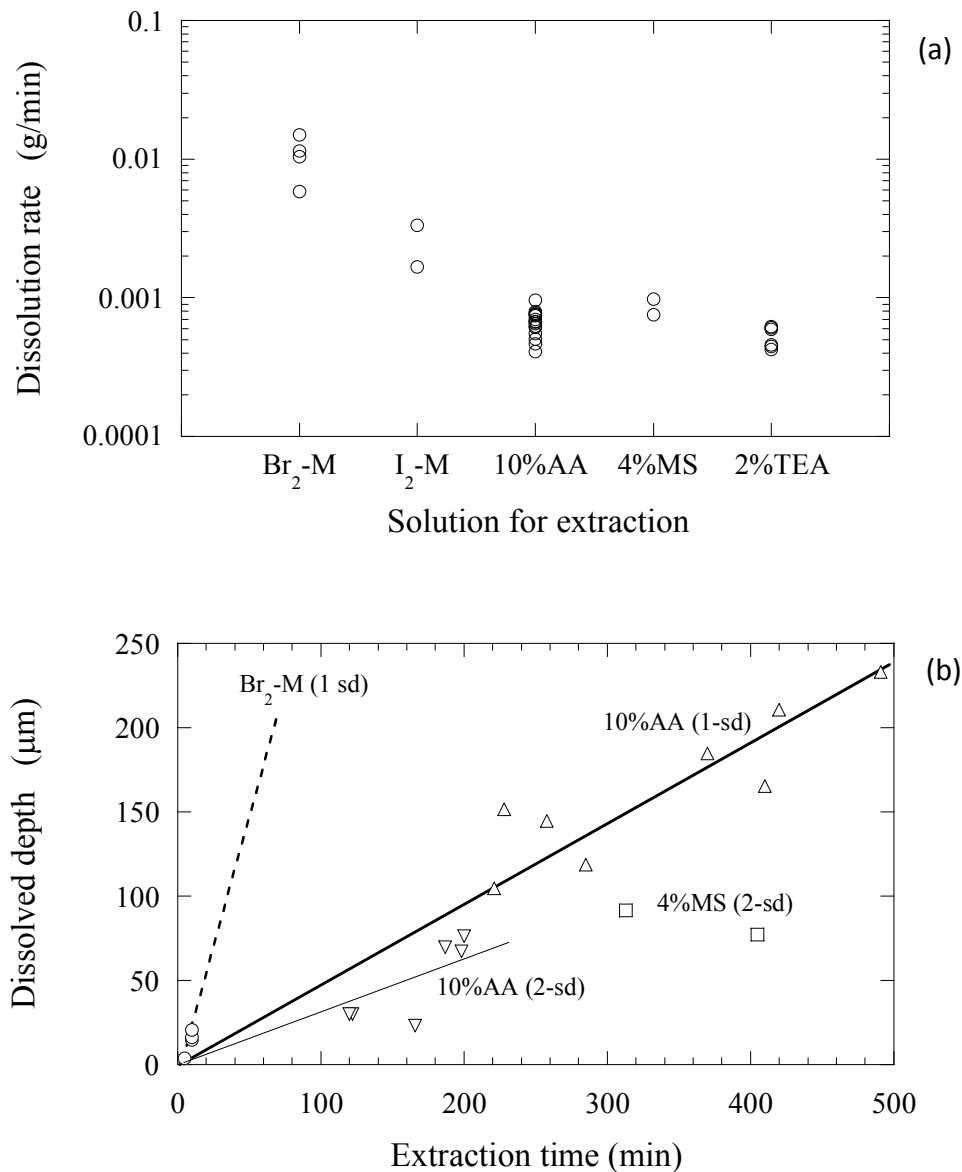 (a)
Dissolution rate (g/min)
0.1
0.01
0.001
0.0001
Br₂-M I₂-M 10%AA 4%MS 2%TEA
Solution for extraction
(b)
Dissolved depth (μm)
250
200
150
100
50
0
Br₂-M (1 sd)
10%AA (1-sd)
4%MS (2-sd)
10%AA (2-sd)
0 100 200 300 400 500
Extraction time (min)